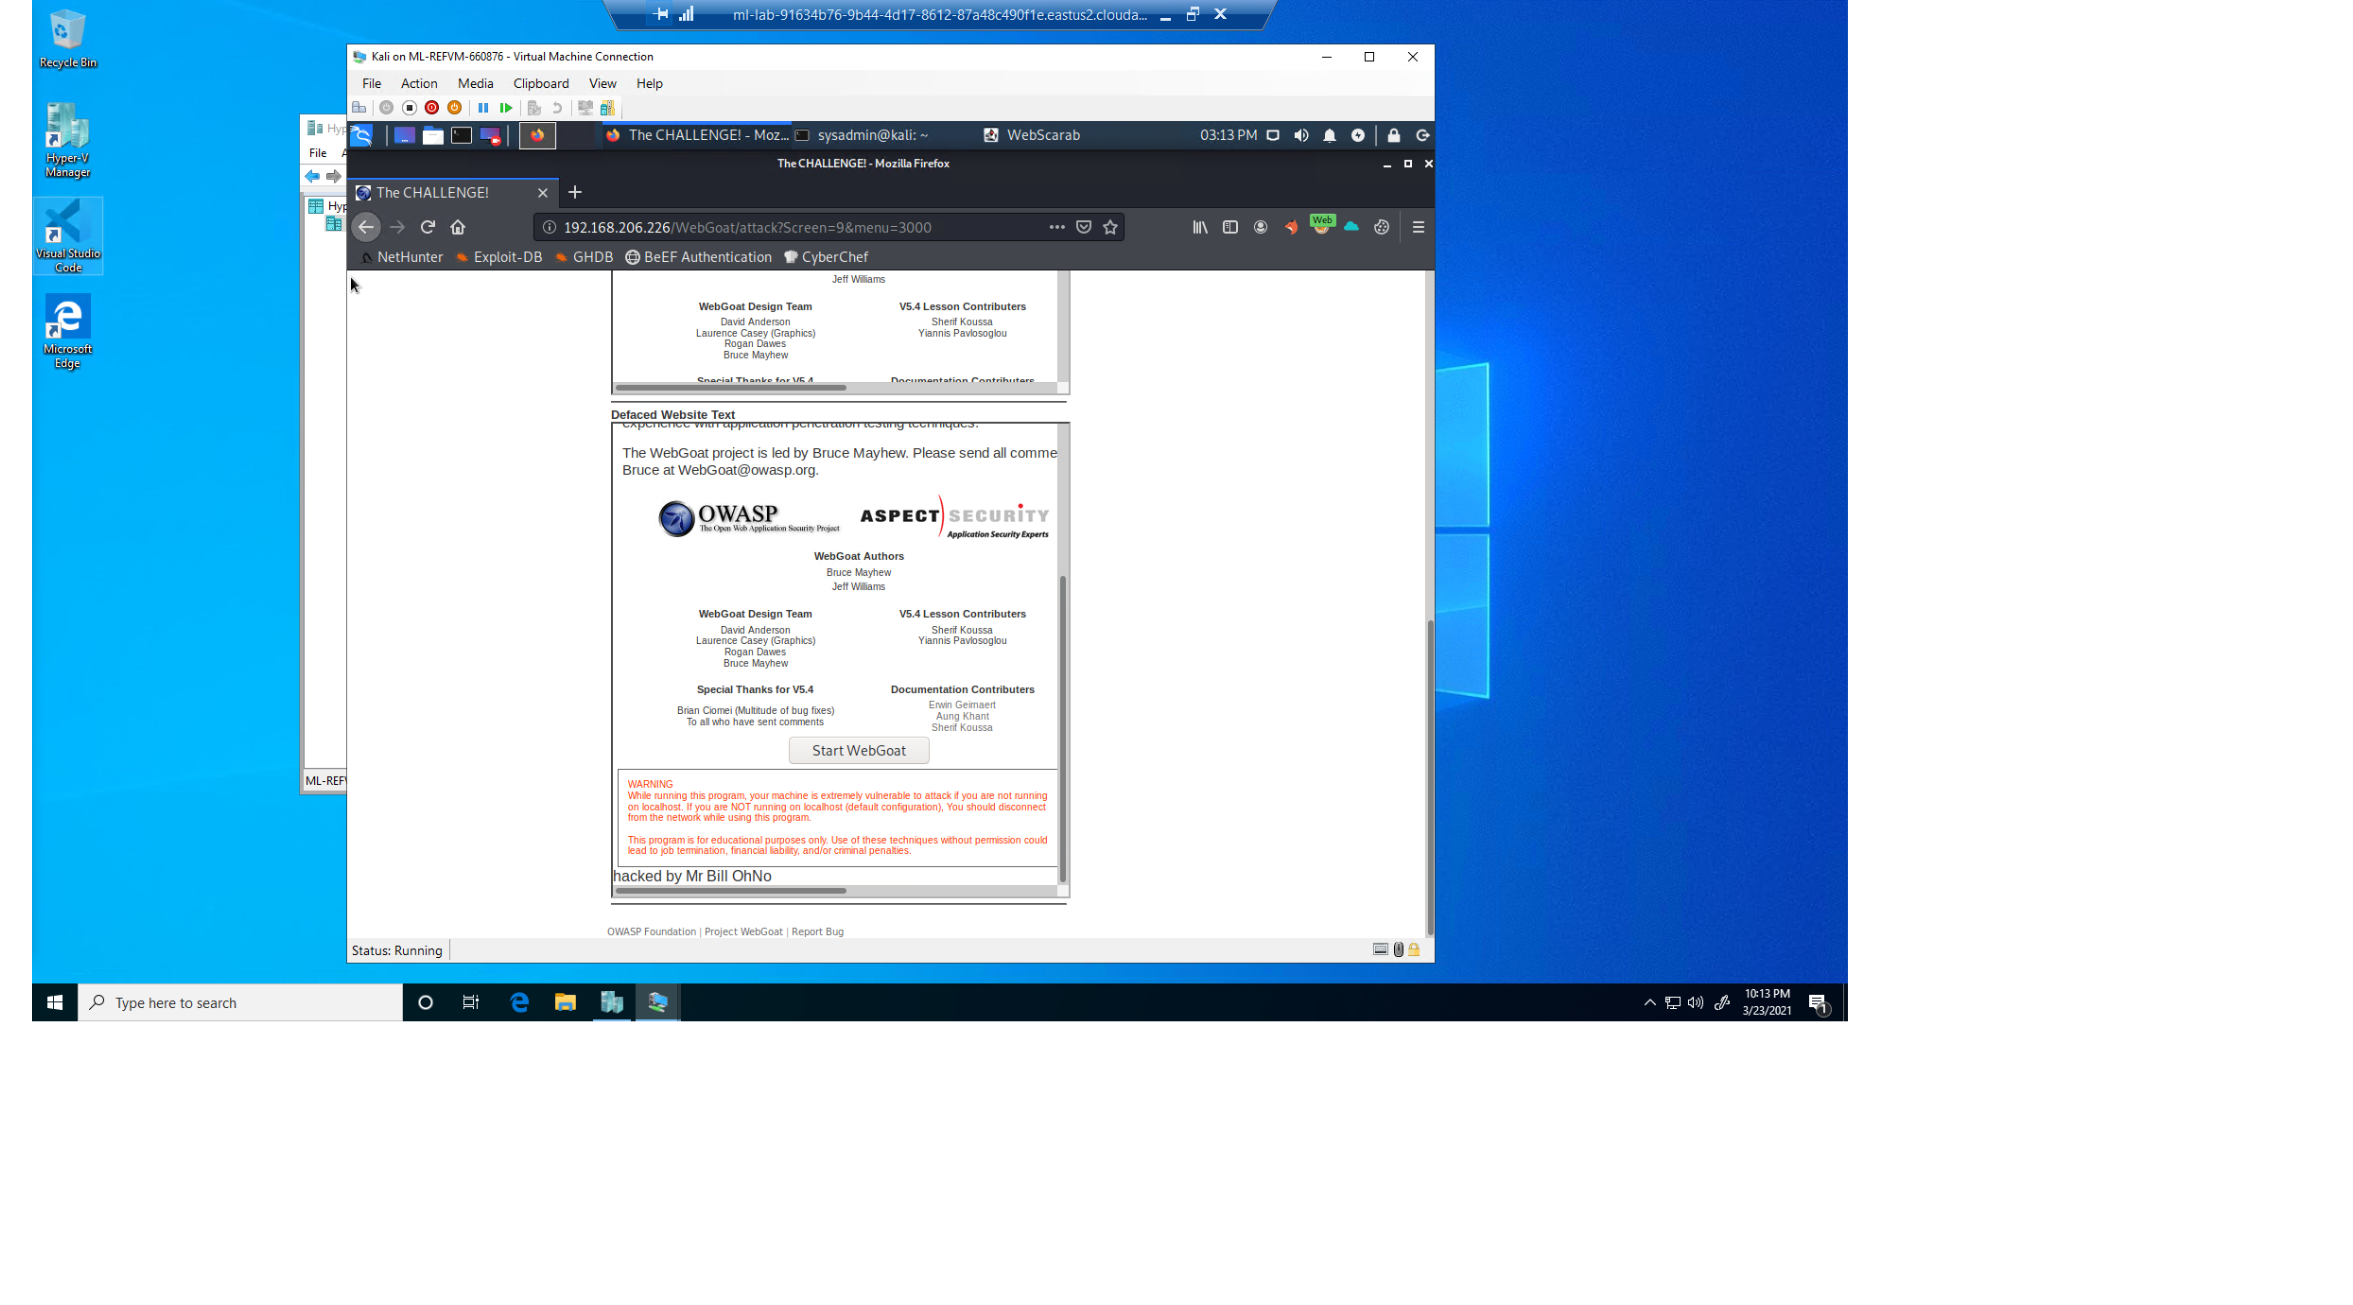 ml-lab-91634b76-9b44-4d17-8612-87a48c490f1e.eastus2.clouda...
Recycle Bin
Hyper-V
Manager
Visual Studio
Code
Microsoft
Edge
Hyp
File
Hyp
ML-REF
Kali on ML-REFVM-660876 - Virtual Machine Connection
File Action Media Clipboard View Help
The CHALLENGE! - Moz... sysadmin@kali: ~ WebScarab 03:13 PM
The CHALLENGE! - Mozilla Firefox
The CHALLENGE!
192.168.206.226/WebGoat/attack?Screen=9&menu=3000
Web
NetHunter Exploit-DB GHDB BeEF Authentication CyberChef
Jeff Williams
WebGoat Design Team V5.4 Lesson Contributers
David Anderson Sherif Koussa
Laurence Casey (Graphics) Yiannis Pavlosoglou
Rogan Dawes
Bruce Mayhew
Special Thanks for V5.4 Documentation Contributers
Defaced Website Text
experience with application penetration testing techniques.
The WebGoat project is led by Bruce Mayhew. Please send all comme
Bruce at WebGoat@owasp.org.
OWASP
The Open Web Application Security Project
ASPECT SECURITY
Application Security Experts
WebGoat Authors
Bruce Mayhew
Jeff Williams
WebGoat Design Team V5.4 Lesson Contributers
David Anderson Sherif Koussa
Laurence Casey (Graphics) Yiannis Pavlosoglou
Rogan Dawes
Bruce Mayhew
Special Thanks for V5.4 Documentation Contributers
Brian Ciomei (Multitude of bug fixes) Erwin Geirnaert
To all who have sent comments Aung Khant
Sherif Koussa
Start WebGoat
WARNING
While running this program, your machine is extremely vulnerable to attack if you are not running
on localhost. If you are NOT running on localhost (default configuration), You should disconnect
from the network while using this program.
This program is for educational purposes only. Use of these techniques without permission could
lead to job termination, financial liability, and/or criminal penalties.
hacked by Mr Bill OhNo
OWASP Foundation | Project WebGoat | Report Bug
Status: Running
Type here to search
10:13 PM
3/23/2021
1